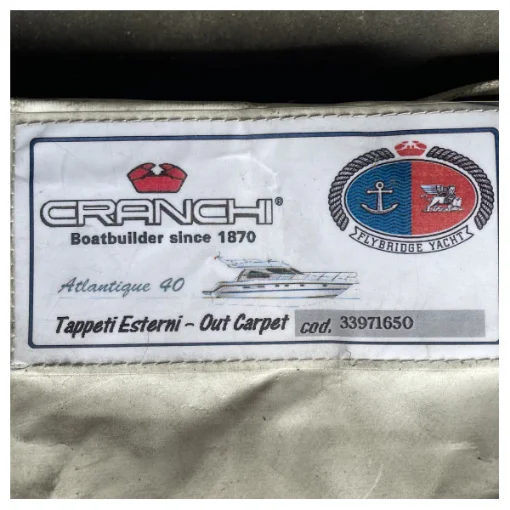 CRANCHI®
Boatbuilder since 1870
FLYBRIDGE YACHT
Atlantique 40
Tappeti Esterni - Out Carpet cod. 33971650